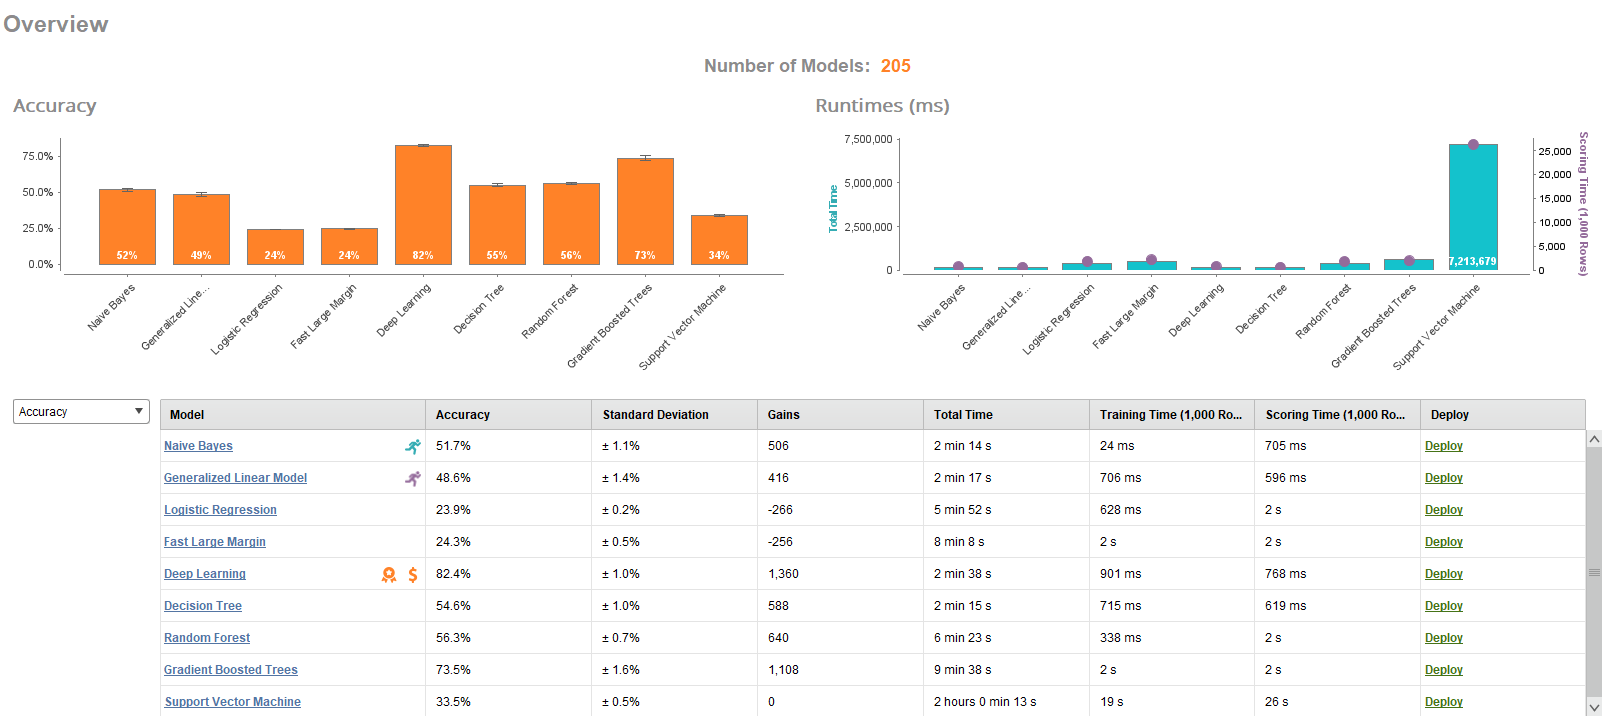 Overview
Number of Models: 205
Accuracy
75.0%
50.0%
25.0%
0.0%
52%
49%
24%
24%
82%
55%
56%
73%
34%
Naive Bayes
Generalized Line...
Logistic Regression
Fast Large Margin
Deep Learning
Decision Tree
Random Forest
Gradient Boosted Trees
Support Vector Machine
Runtimes (ms)
Total Time
7,500,000
5,000,000
2,500,000
0
7,213,679
Scoring Time (1,000 Rows)
25,000
20,000
15,000
10,000
5,000
0
Naive Bayes
Generalized Line...
Logistic Regression
Fast Large Margin
Deep Learning
Decision Tree
Random Forest
Gradient Boosted Trees
Support Vector Machine
Accuracy
Model Accuracy Standard Deviation Gains Total Time Training Time (1,000 Ro... Scoring Time (1,000 Ro... Deploy
Naive Bayes 51.7% ± 1.1% 506 2 min 14 s 24 ms 705 ms Deploy
Generalized Linear Model 48.6% ± 1.4% 416 2 min 17 s 706 ms 596 ms Deploy
Logistic Regression 23.9% ± 0.2% -266 5 min 52 s 628 ms 2 s Deploy
Fast Large Margin 24.3% ± 0.5% -256 8 min 8 s 2 s 2 s Deploy
Deep Learning $ 82.4% ± 1.0% 1,360 2 min 38 s 901 ms 768 ms Deploy
Decision Tree 54.6% ± 1.0% 588 2 min 15 s 715 ms 619 ms Deploy
Random Forest 56.3% ± 0.7% 640 6 min 23 s 338 ms 2 s Deploy
Gradient Boosted Trees 73.5% ± 1.6% 1,108 9 min 38 s 2 s 2 s Deploy
Support Vector Machine 33.5% ± 0.5% 0 2 hours 0 min 13 s 19 s 26 s Deploy